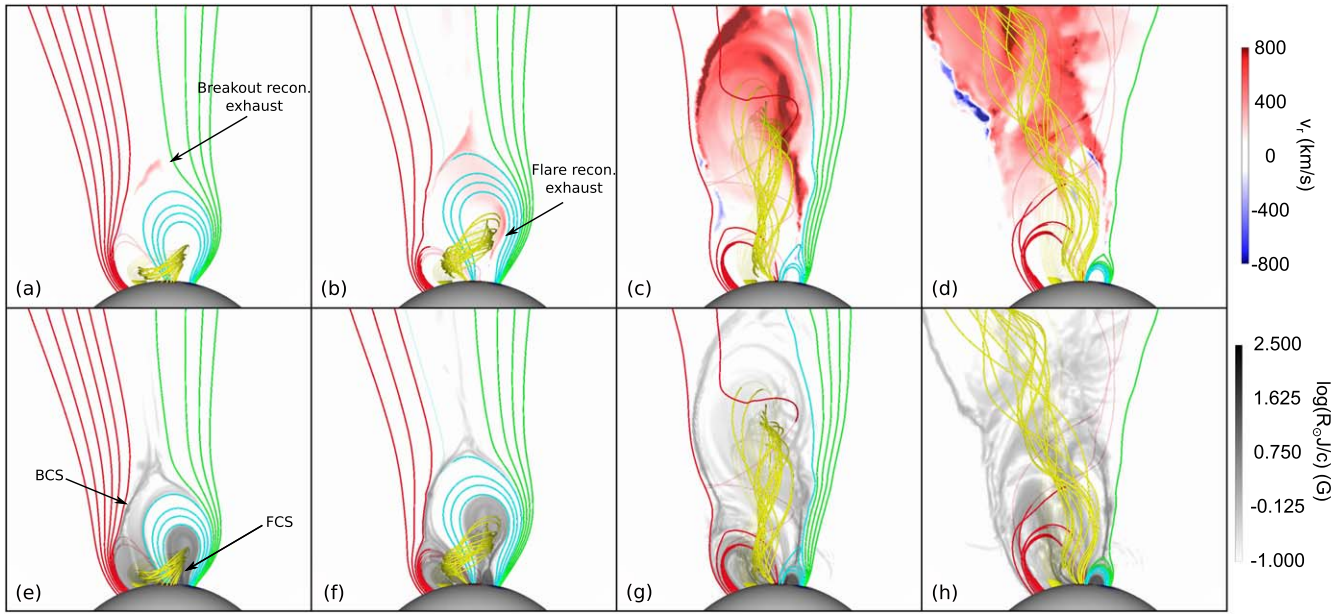 Breakout recon.
exhaust
(a)
Flare recon.
exhaust
(b)
(c)
(d)
800
400
0
-400
-800
v_r (km/s)
BCS
FCS
(e)
(f)
(g)
(h)
2.500
1.625
0.750
-0.125
-1.000
log(R⊙J/c) (G)